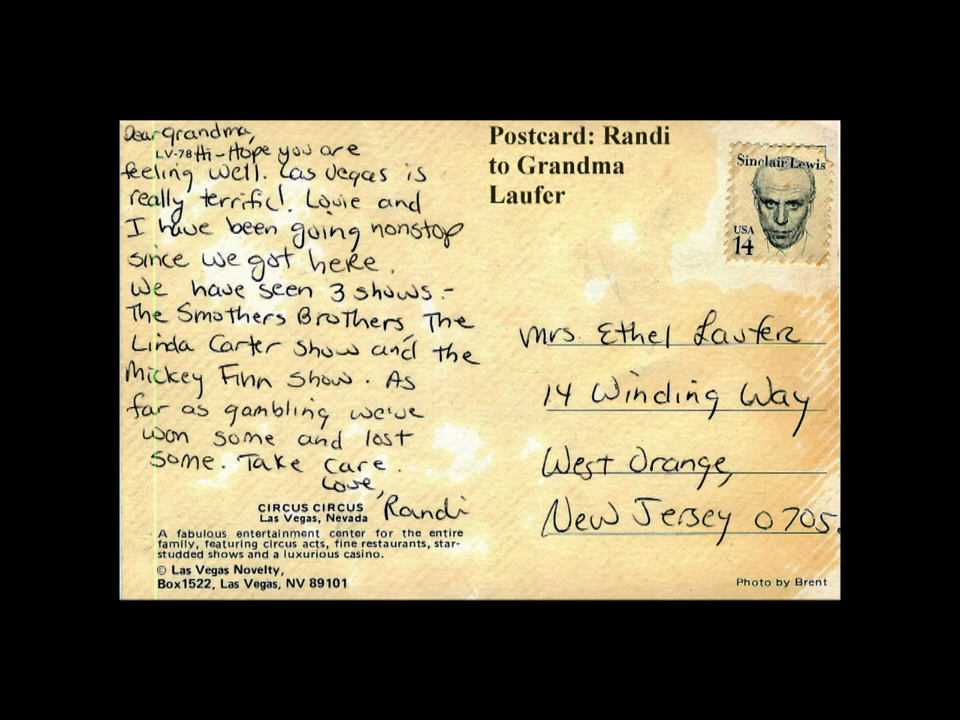 Dear grandma,
LV-78 Hi - Hope you are
feeling well. Las Vegas is
really terrific!. Louie and
I have been going nonstop
since we got here.
We have seen 3 shows -
The Smothers Brothers, The
Linda Carter show and the
Mickey Finn show. As
far as gambling we've
won some and lost
some. Take care.
Love,
Randi
CIRCUS CIRCUS
Las Vegas, Nevada
A fabulous entertainment center for the entire
family, featuring circus acts, fine restaurants, star-
studded shows and a luxurious casino.
© Las Vegas Novelty,
Box1522, Las Vegas, NV 89101
Postcard: Randi
to Grandma
Laufer
Sinclair Lewis
USA
14
Mrs. Ethel Laufer
14 Winding Way
West Orange,
New Jersey 0705
Photo by Brent